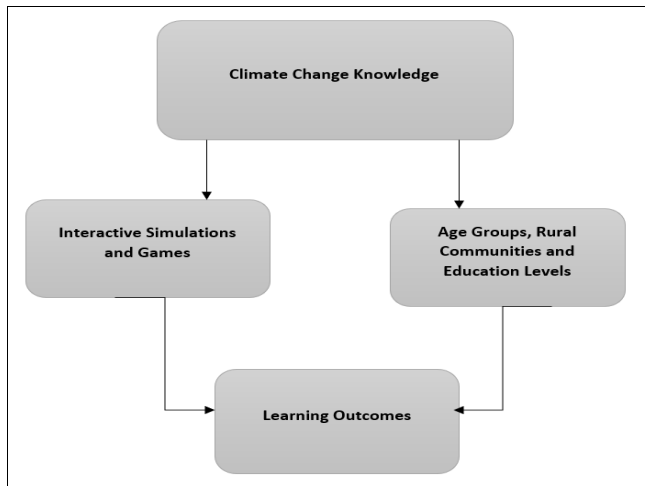 Climate Change Knowledge
Interactive Simulations
and Games
Age Groups, Rural
Communities and
Education Levels
Learning Outcomes